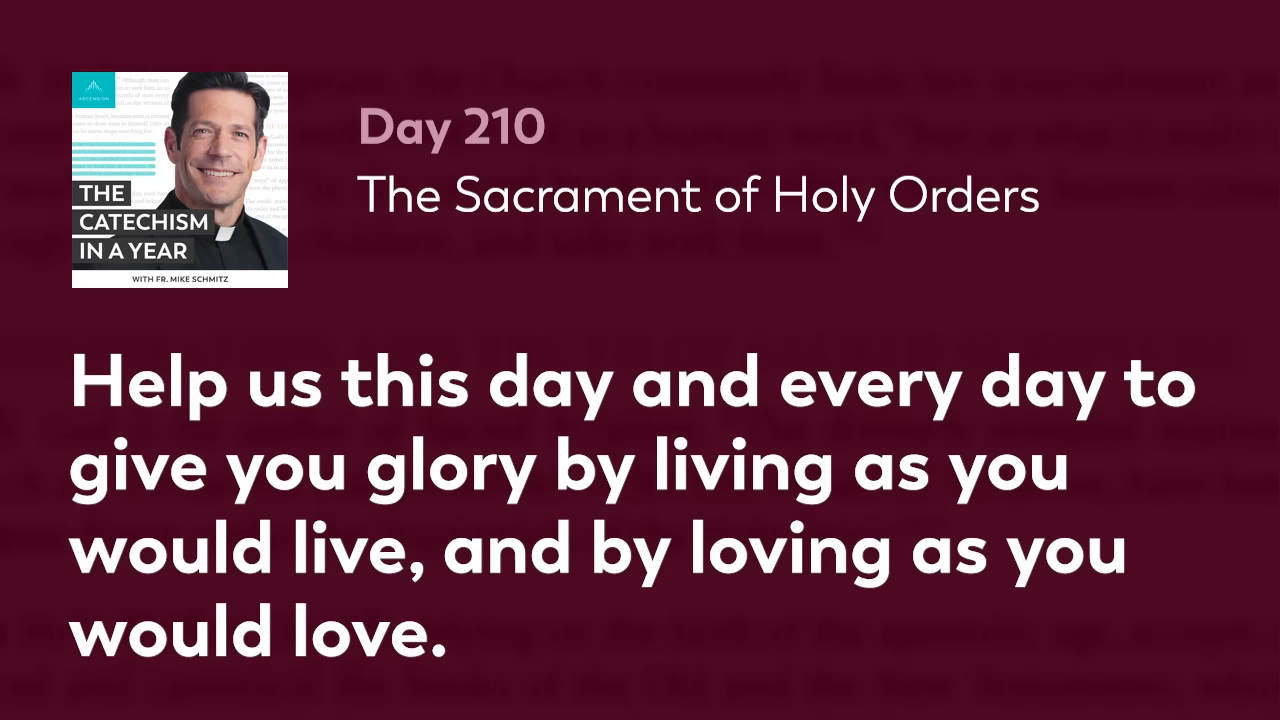 ASCENSION
THE
CATECHISM
IN A YEAR
WITH FR. MIKE SCHMITZ
Day 210
The Sacrament of Holy Orders
Help us this day and every day to
give you glory by living as you
would live, and by loving as you
would love.